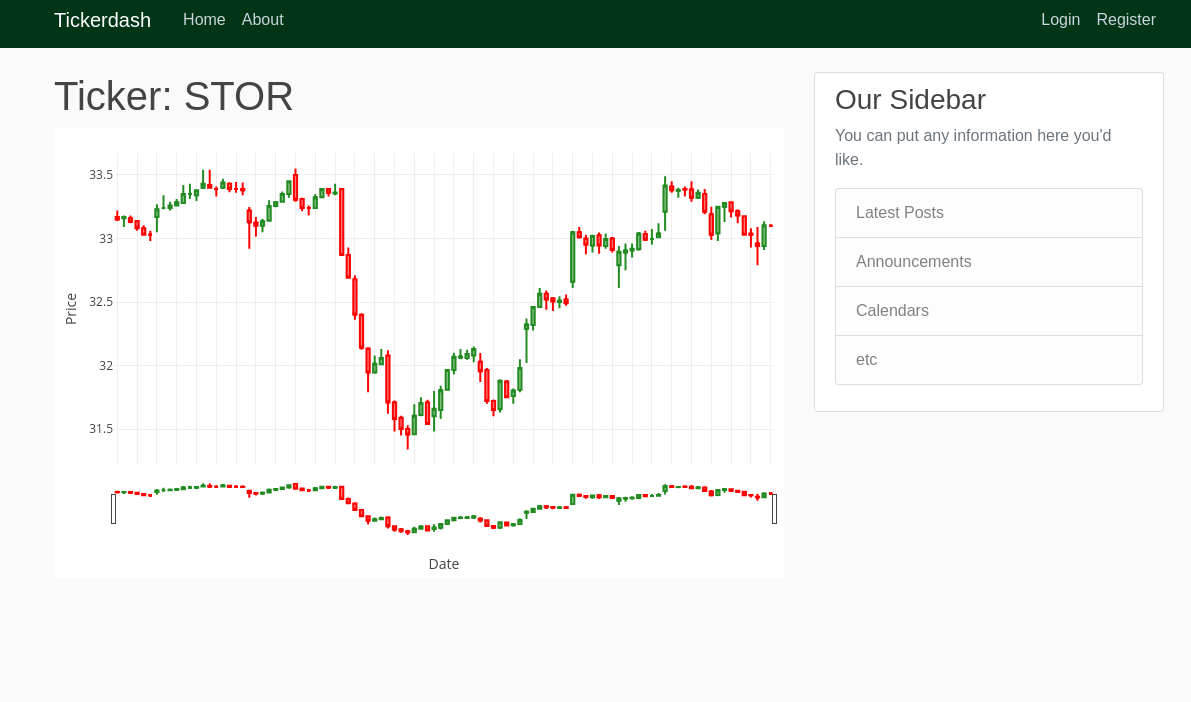 Tickerdash Home About Login Register
Ticker: STOR
33.5
33
32.5
32
31.5
Price
Date
Our Sidebar
You can put any information here you'd
like.
Latest Posts
Announcements
Calendars
etc